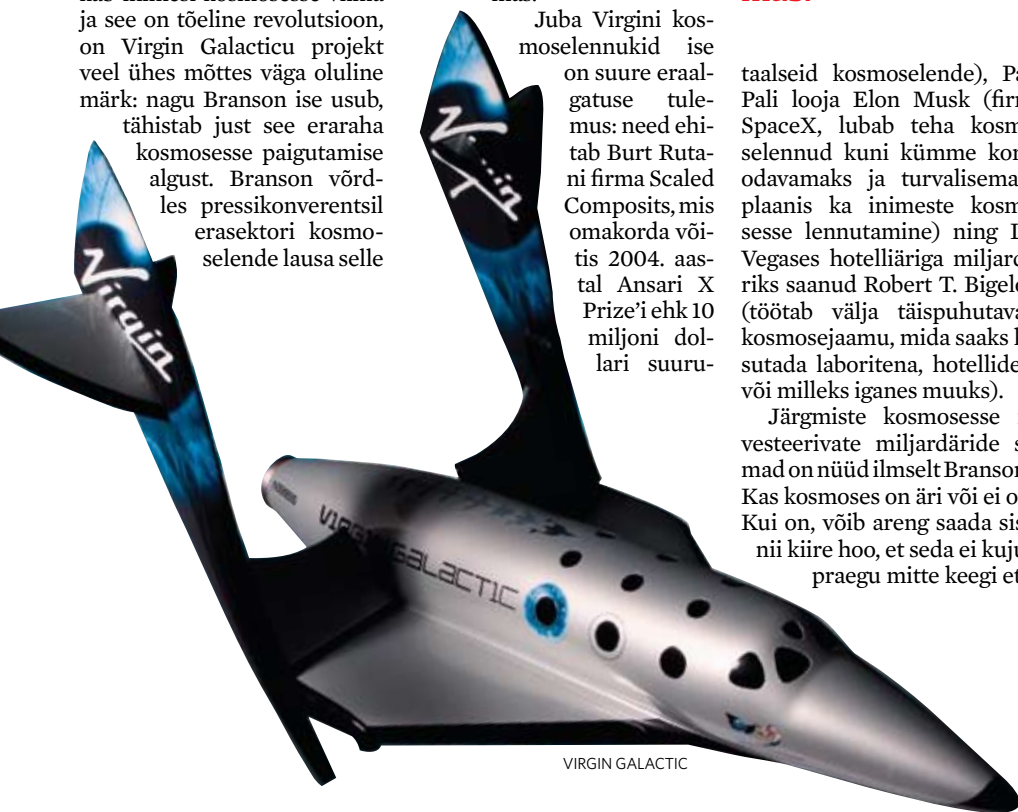 ja see on tõeline revolutsioon,
on Virgin Galacticu projekt
veel ühes mõttes väga oluline
märk: nagu Branson ise usub,
tähistab just see eraraha
kosmosesse paigutamise
algust. Branson võrd-
les pressikonverentsil
erasektori kosmo-
selende lausa selle
Juba Virgini kos-
moselennukid ise
on suure eraal-
gatuse tule-
mus: need ehi-
tab Burt Ruta-
ni firma Scaled
Composits, mis
omakorda või-
tis 2004. aas-
tal Ansari X
Prize’i ehk 10
miljoni dol-
lari suuru-
taalseid kosmoselende), Pa
Pali looja Elon Musk (fir
SpaceX, lubab teha kosm
selennud kuni kümme kor
odavamaks ja turvalisema
plaanis ka inimeste kosm
sesse lennutamine) ning L
Vegases hotelliäriga miljard
riks saanud Robert T. Bigel
(töötab välja täispuhutava
kosmosejaamu, mida saaks
sutada laboritena, hotellide
või milleks iganes muuks).
Järgmiste kosmosesse
vesteerivate miljardäride s
mad on nüüd ilmselt Branson
Kas kosmoses on äri või ei o
Kui on, võib areng saada sis
nii kiire hoo, et seda ei kuju
praegu mitte keegi et
Virgin
VIRGIN GALACTIC
VIRGIN GALACTIC